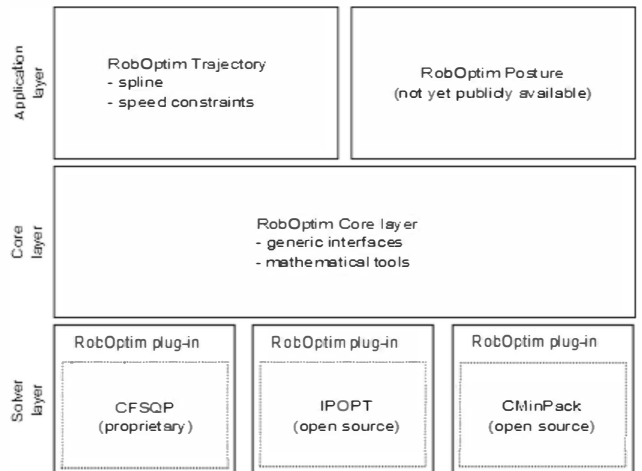 Application
layer
RobOptim Trajectory
- spline
- speed constraints
RobOptim Posture
(not yet publicly available)
Core
layer
RobOptim Core layer
- generic interfaces
- mathematical tools
Solver
layer
RobOptim plug-in
CFSQP
(proprietary)
RobOptim plug-in
IPOPT
(open source)
RobOptim plug-in
CMinPack
(open source)